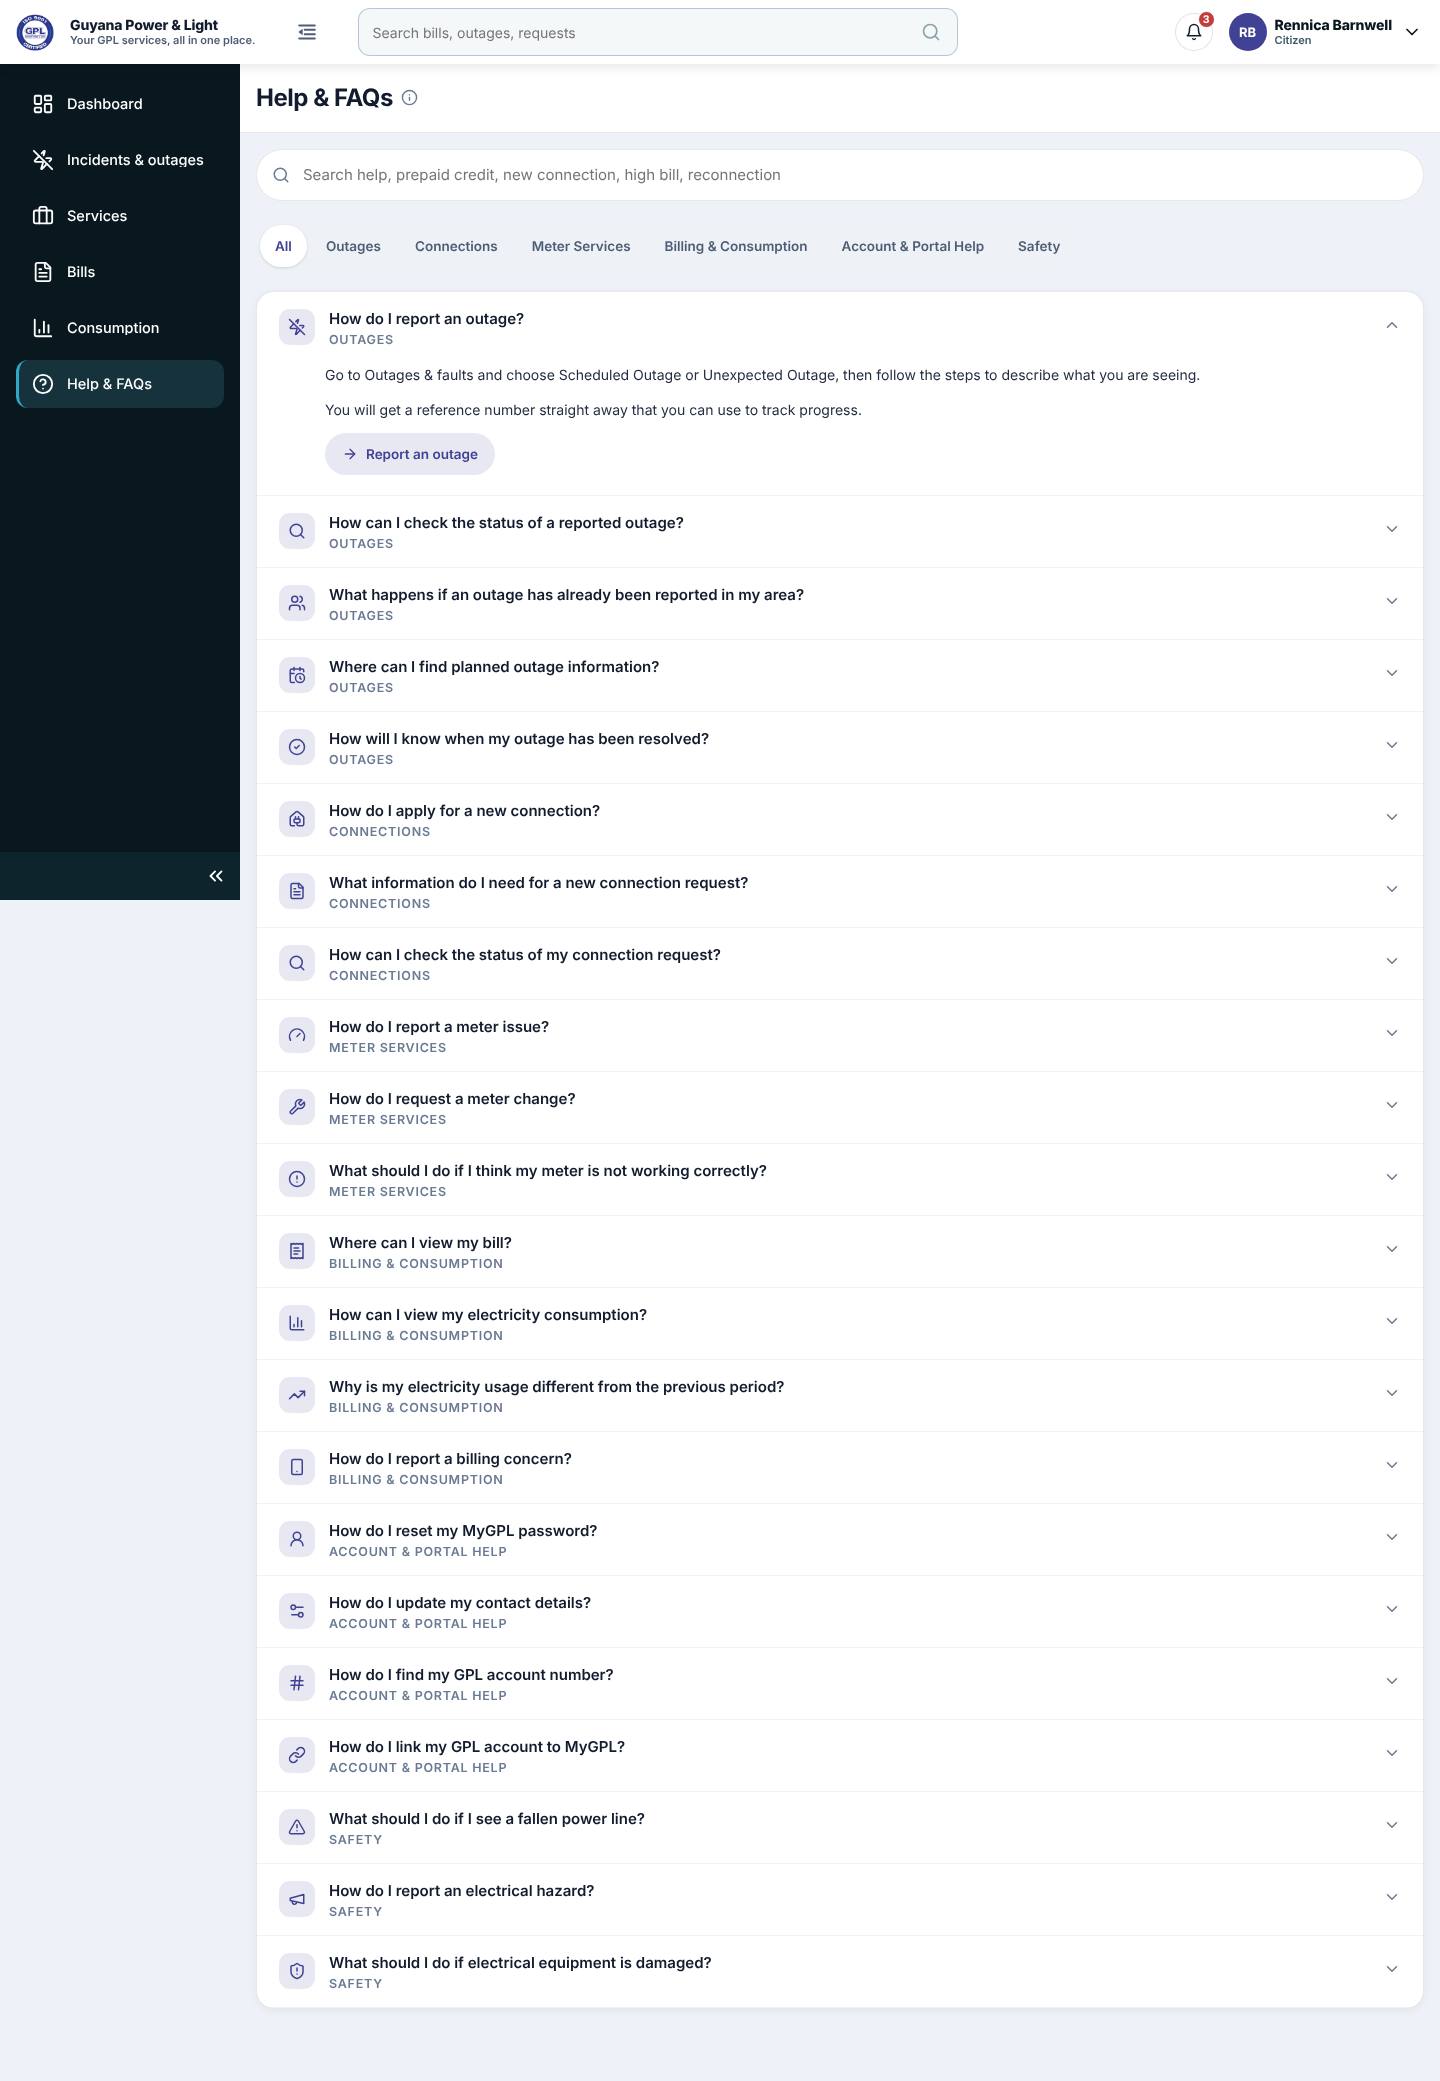 GPL
Guyana Power & Light
Your GPL services, all in one place.
Search bills, outages, requests
3
RB
Rennica Barnwell
Citizen
Dashboard
Incidents & outages
Services
Bills
Consumption
Help & FAQs
Help & FAQs
Search help, prepaid credit, new connection, high bill, reconnection
All
Outages
Connections
Meter Services
Billing & Consumption
Account & Portal Help
Safety
How do I report an outage?
OUTAGES
Go to Outages & faults and choose Scheduled Outage or Unexpected Outage, then follow the steps to describe what you are seeing.
You will get a reference number straight away that you can use to track progress.
Report an outage
How can I check the status of a reported outage?
OUTAGES
What happens if an outage has already been reported in my area?
OUTAGES
Where can I find planned outage information?
OUTAGES
How will I know when my outage has been resolved?
OUTAGES
How do I apply for a new connection?
CONNECTIONS
What information do I need for a new connection request?
CONNECTIONS
How can I check the status of my connection request?
CONNECTIONS
How do I report a meter issue?
METER SERVICES
How do I request a meter change?
METER SERVICES
What should I do if I think my meter is not working correctly?
METER SERVICES
Where can I view my bill?
BILLING & CONSUMPTION
How can I view my electricity consumption?
BILLING & CONSUMPTION
Why is my electricity usage different from the previous period?
BILLING & CONSUMPTION
How do I report a billing concern?
BILLING & CONSUMPTION
How do I reset my MyGPL password?
ACCOUNT & PORTAL HELP
How do I update my contact details?
ACCOUNT & PORTAL HELP
How do I find my GPL account number?
ACCOUNT & PORTAL HELP
How do I link my GPL account to MyGPL?
ACCOUNT & PORTAL HELP
What should I do if I see a fallen power line?
SAFETY
How do I report an electrical hazard?
SAFETY
What should I do if electrical equipment is damaged?
SAFETY